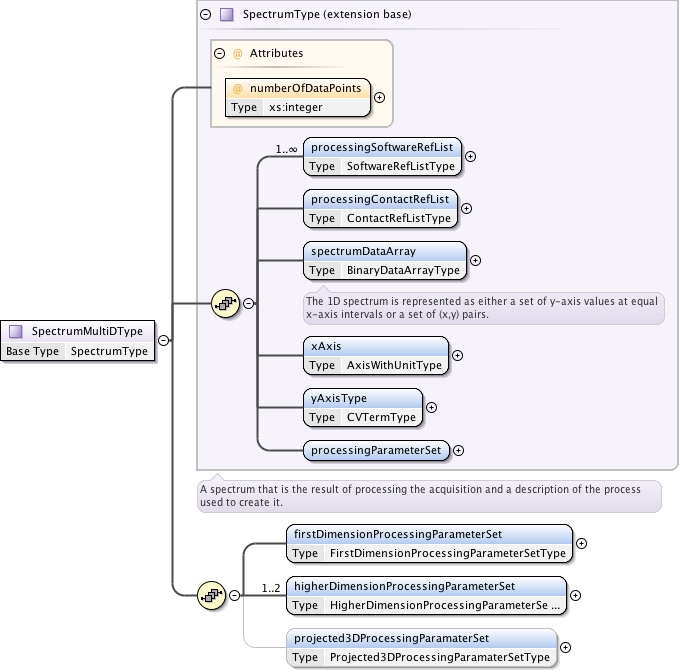 SpectrumType (extension base)
@ Attributes
@ numberOfDataPoints
Type xs:integer
1..∞
processingSoftwareRefList
Type SoftwareRefListType
processingContactRefList
Type ContactRefListType
spectrumDataArray
Type BinaryDataArrayType
The 1D spectrum is represented as either a set of y-axis values at equal
x-axis intervals or a set of (x,y) pairs.
SpectrumMultiDType
Base Type SpectrumType
xAxis
Type AxisWithUnitType
yAxisType
Type CVTermType
processingParameterSet
A spectrum that is the result of processing the acquisition and a description of the process
used to create it.
firstDimensionProcessingParameterSet
Type FirstDimensionProcessingParameterSetType
1..2
higherDimensionProcessingParameterSet
Type HigherDimensionProcessingParameterSe ...
projected3DProcessingParamaterSet
Type Projected3DProcessingParamaterSetType